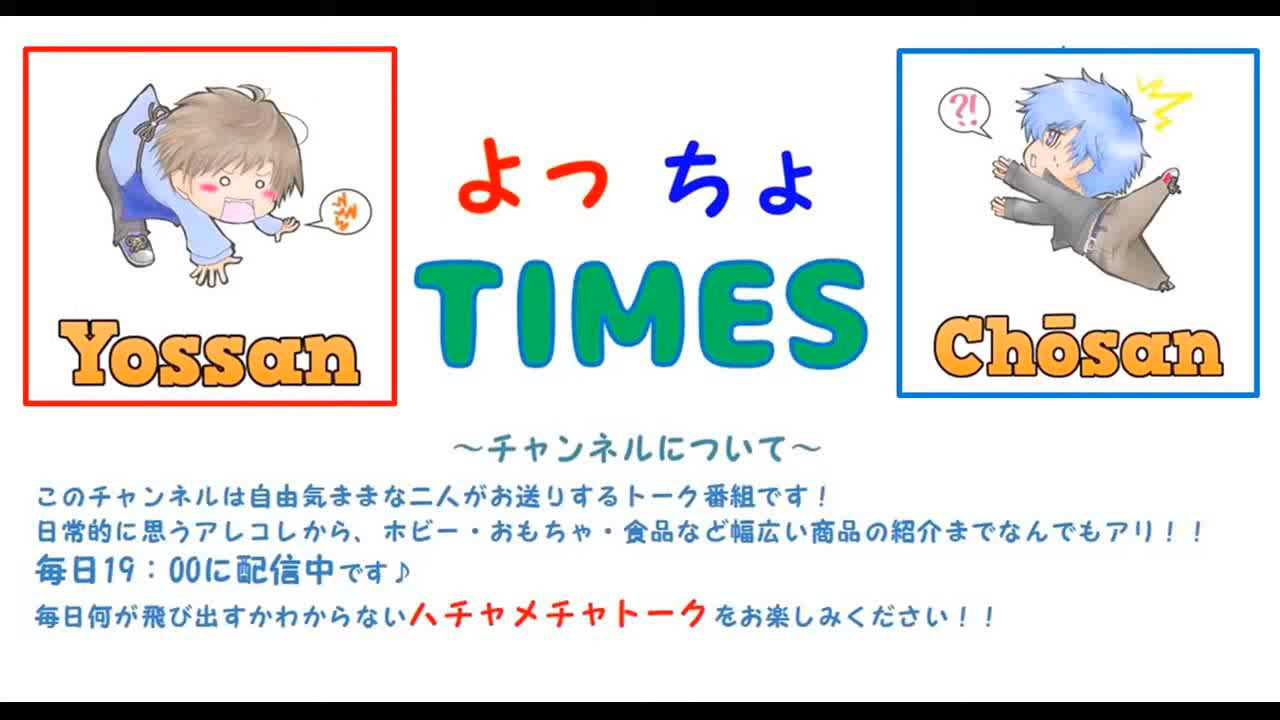 よっ ちょ
TIMES
?!
Yossan
Chōsan
～チャンネルについて～
このチャンネルは自由気ままな二人がお送りするトーク番組です！
日常的に思うアレコレから、ホビー・おもちゃ・食品など幅広い商品の紹介までなんでもアリ！！
毎日19：00に配信中です♪
毎日何が飛び出すかわからないハチャメチャトークをお楽しみください！！